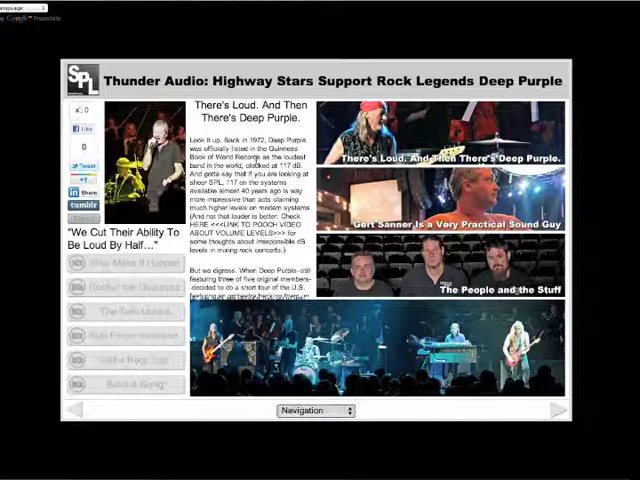 SPL
Thunder Audio: Highway Stars Support Rock Legends Deep Purple
0
Like
0
Tweet
+1
Share
tumblr
"We Cut Their Ability To
Be Loud By Half..."
There's Loud. And Then
There's Deep Purple.
Look it up. Back in 1972, Deep Purple
was officially listed in the Guinness
Book of World Records as the loudest
band in the world, clocked at 117 dB.
And gotta say that if you are looking at
sheer SPL, 117 on the systems
available almost 40 years ago is way
more impressive than acts claiming
much higher levels on modern systems.
(And not that louder is better. Check
HERE <<<LINK TO POOCH VIDEO
ABOUT VOLUME LEVELS>>> for
some thoughts about irresponsible dB
levels in mixing rock concerts.)
But we digress. When Deep Purple-still
featuring three of five original members-
-decided to do a short tour of the U.S.
There's Loud. And Then There's Deep Purple.
Gert Sanner Is a Very Practical Sound Guy
The People and the Stuff
Navigation